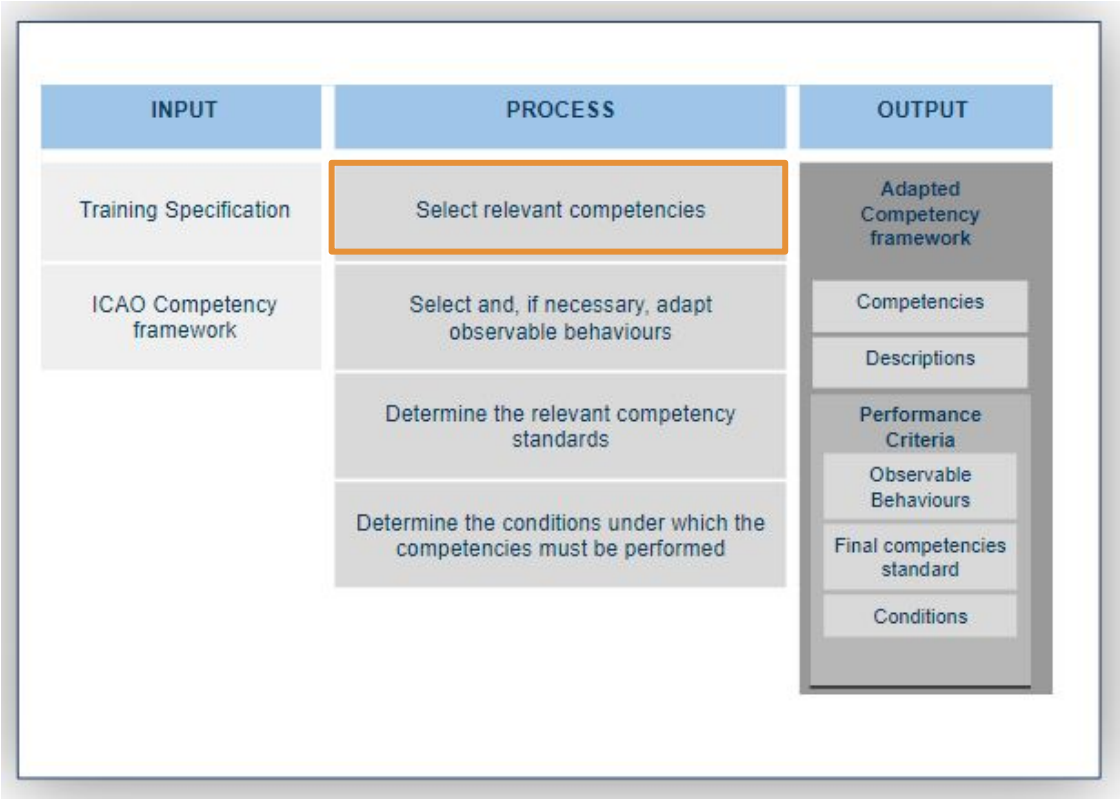 INPUT
PROCESS
OUTPUT
Training Specification
ICAO Competency
framework
Select relevant competencies
Select and, if necessary, adapt
observable behaviours
Determine the relevant competency
standards
Determine the conditions under which the
competencies must be performed
Adapted
Competency
framework
Competencies
Descriptions
Performance
Criteria
Observable
Behaviours
Final competencies
standard
Conditions